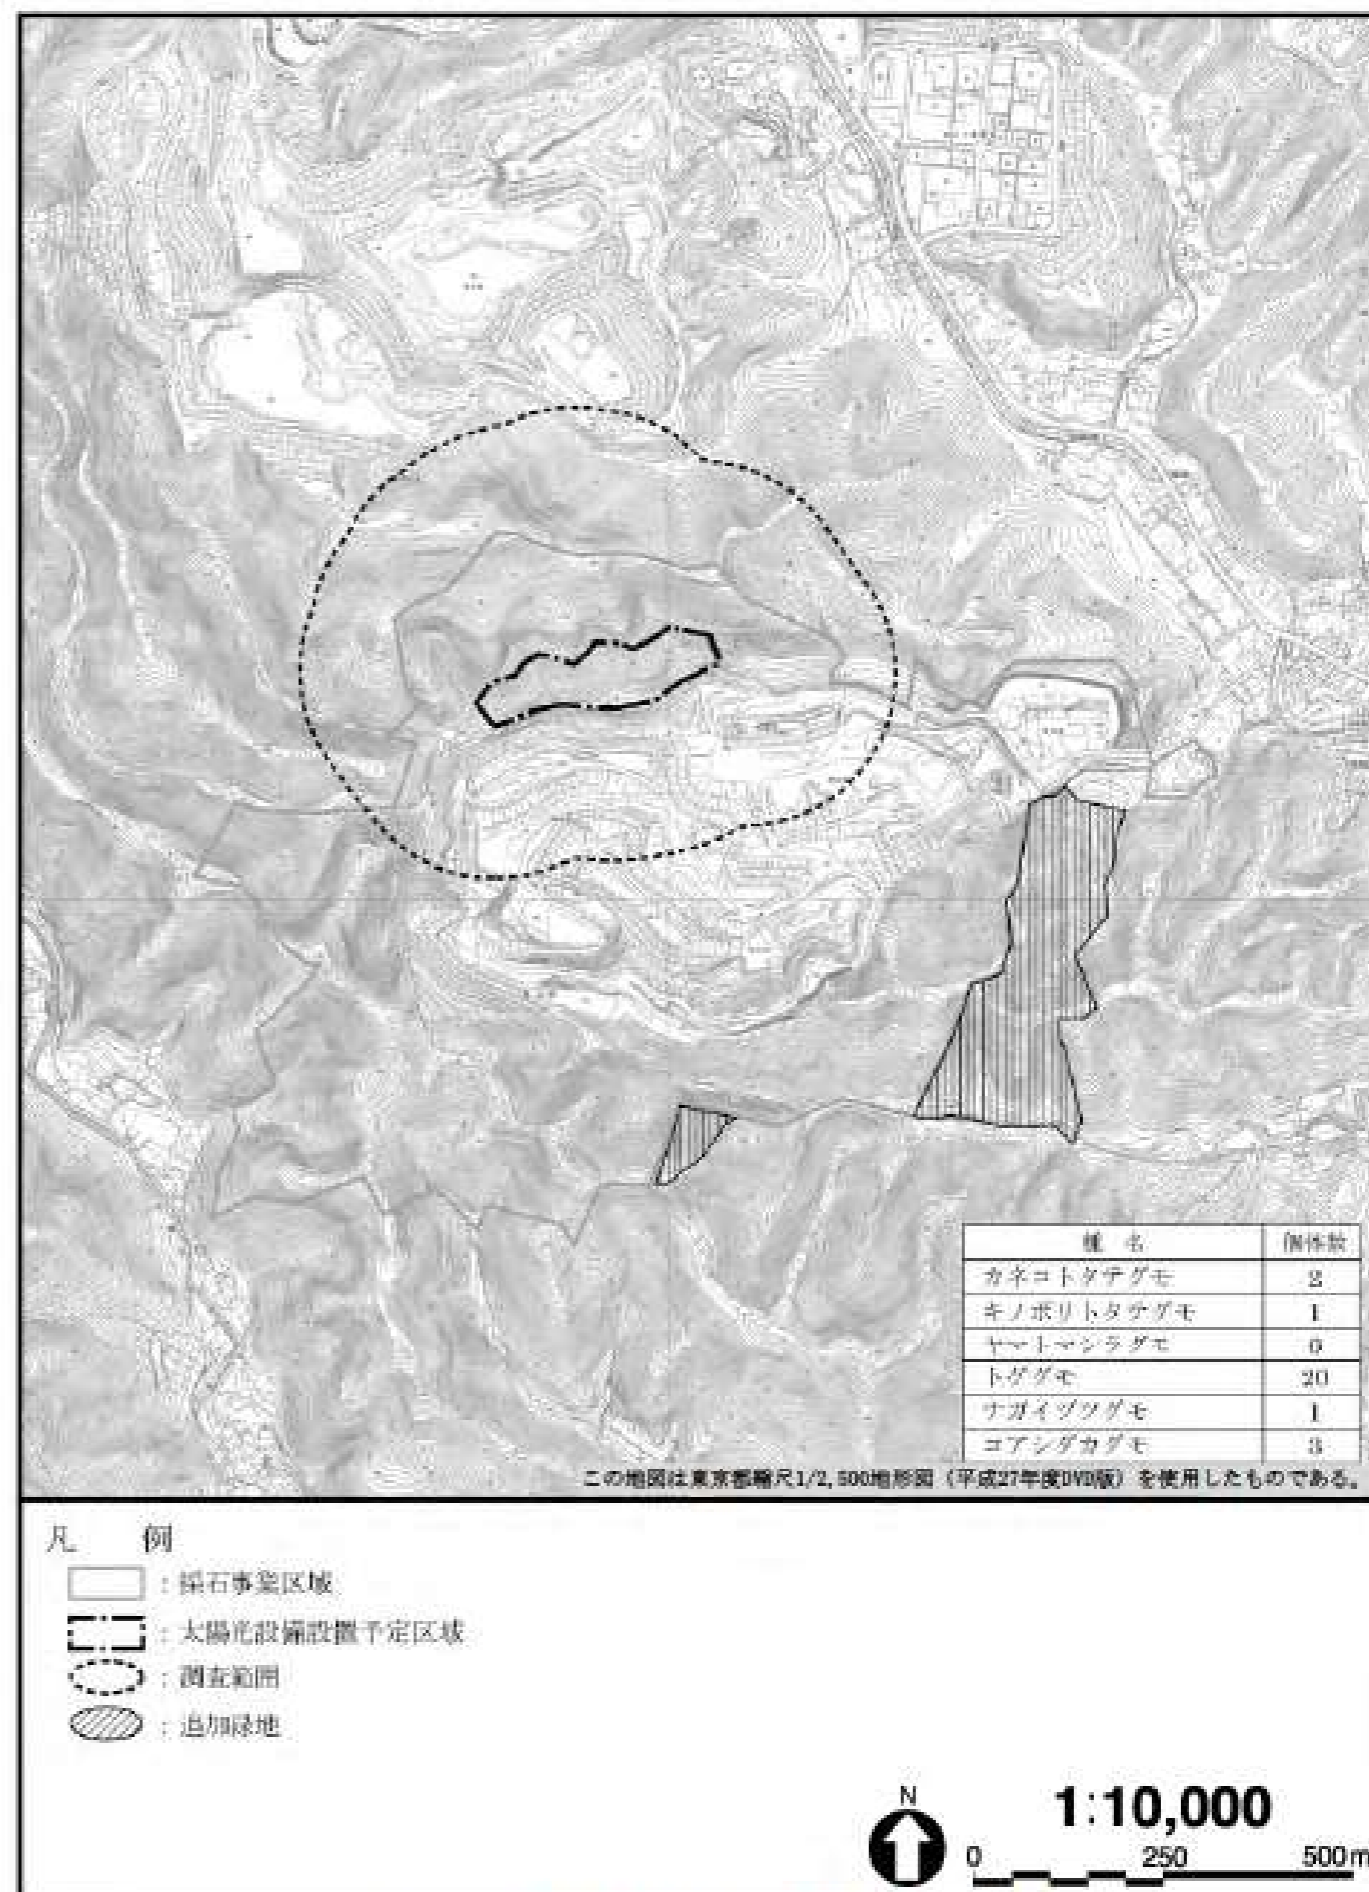 種 名 個体数
カネコトタテグモ 2
キノボリトタテグモ 1
ヤマトマシラグモ 0
トゲグモ 20
ナガイヅツグモ 1
コアシダカグモ 3
この地図は東京都縮尺1/2,500地形図（平成27年度DVD版）を使用したものである。
凡 例
：採石事業区域
：太陽光設備設置予定区域
：調査範囲
：追加緑地
N
1:10,000
0 250 500m